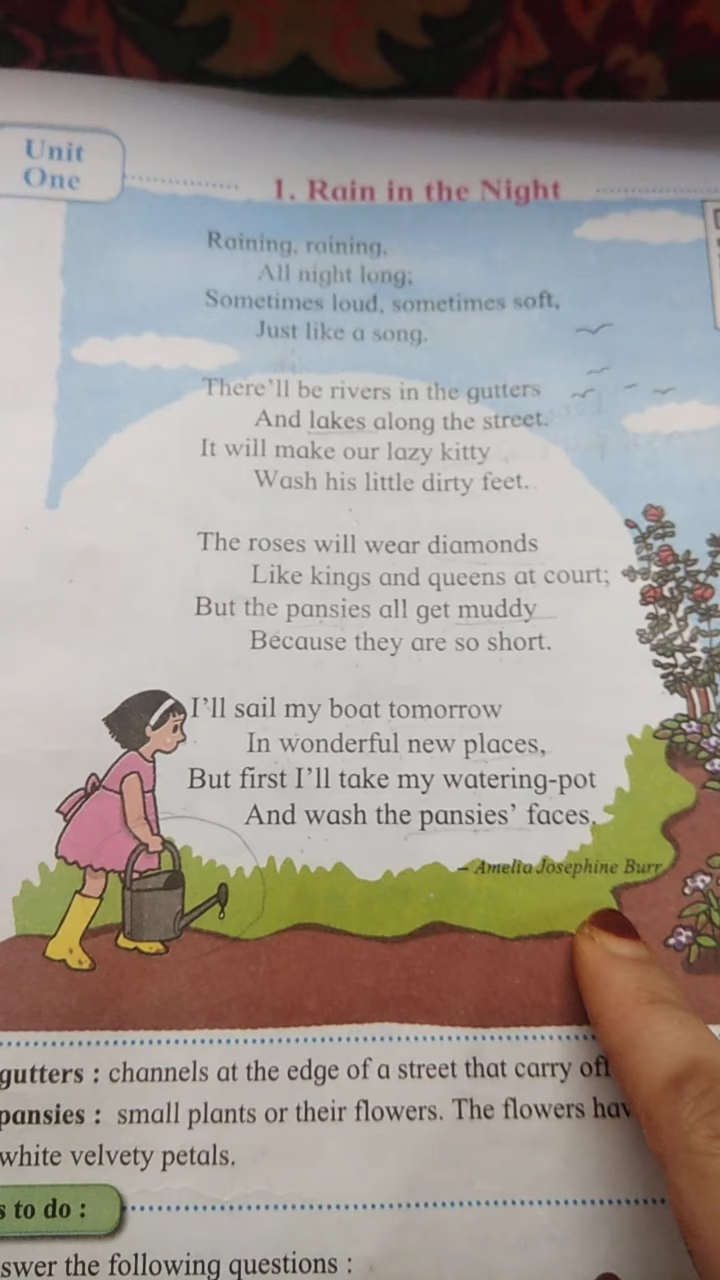 Unit
One
1. Rain in the Night
Raining, raining,
All night long;
Sometimes loud, sometimes soft,
Just like a song.
There'll be rivers in the gutters
And lakes along the street.
It will make our lazy kitty
Wash his little dirty feet.
The roses will wear diamonds
Like kings and queens at court;
But the pansies all get muddy
Because they are so short.
I'll sail my boat tomorrow
In wonderful new places,
But first I'll take my watering-pot
And wash the pansies' faces.
– Amelia Josephine Burr
gutters : channels at the edge of a street that carry off
pansies : small plants or their flowers. The flowers
white velvety petals.
to do :
the following questions :